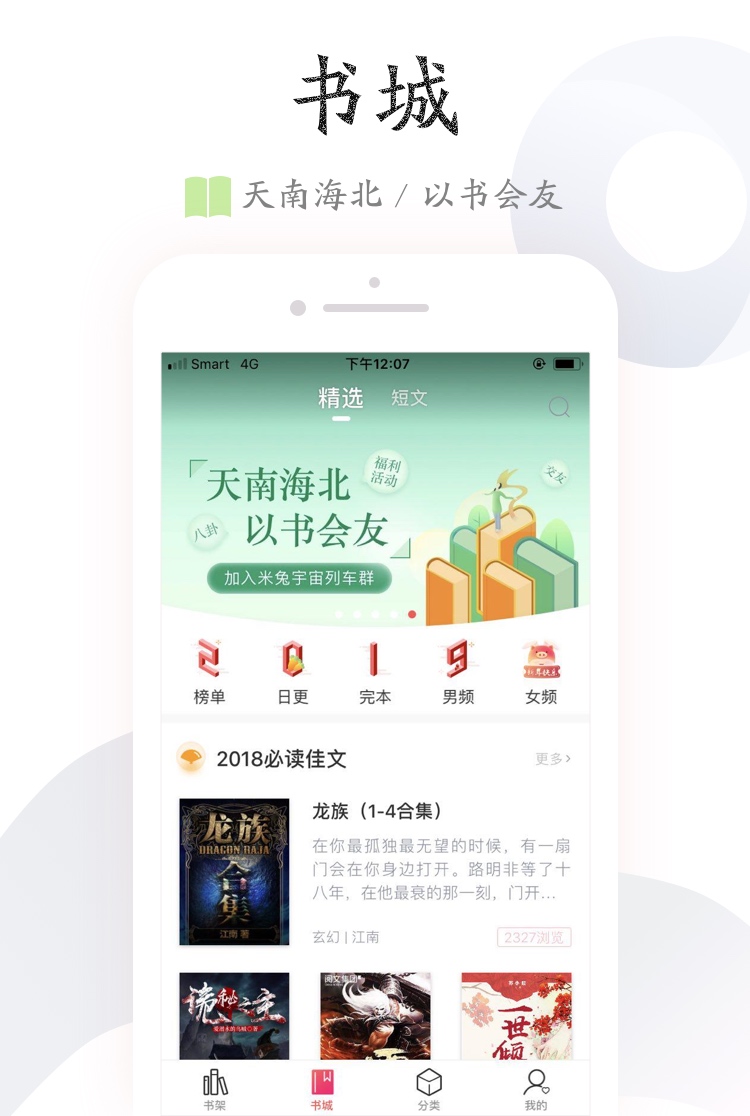 书城
天南海北 / 以书会友
Smart 4G 下午12:07
精选 短文
福利
活动
交友
天南海北
八卦
以书会友
加入米兔宇宙列车群
2 0 1 9
榜单 日更 完本 男频 女频
2018必读佳文 更多
龙族
DRAGON RAJA
合集
江南 著
龙族（1-4合集）
在你最孤独最无望的时候，有一扇
门会在你身边打开。路明非等了十
八年，在他最衰的那一刻，门开...
玄幻 | 江南 2327浏览
诡秘之主
爱潜水的乌贼◎著
阅文集团
一世倾
书架 书城 分类 我的